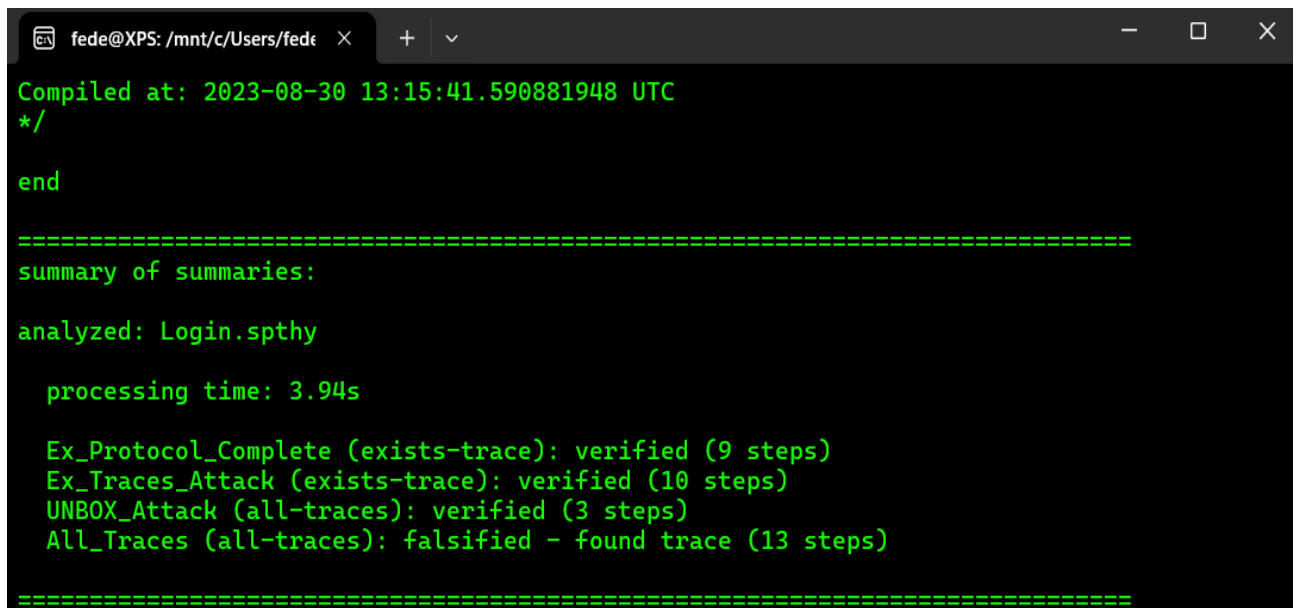 fede@XPS: /mnt/c/Users/fede
Compiled at: 2023-08-30 13:15:41.590881948 UTC
*/
end
==============================================================================
summary of summaries:
analyzed: Login.spthy
processing time: 3.94s
Ex_Protocol_Complete (exists-trace): verified (9 steps)
Ex_Traces_Attack (exists-trace): verified (10 steps)
UNBOX_Attack (all-traces): verified (3 steps)
All_Traces (all-traces): falsified - found trace (13 steps)
==============================================================================